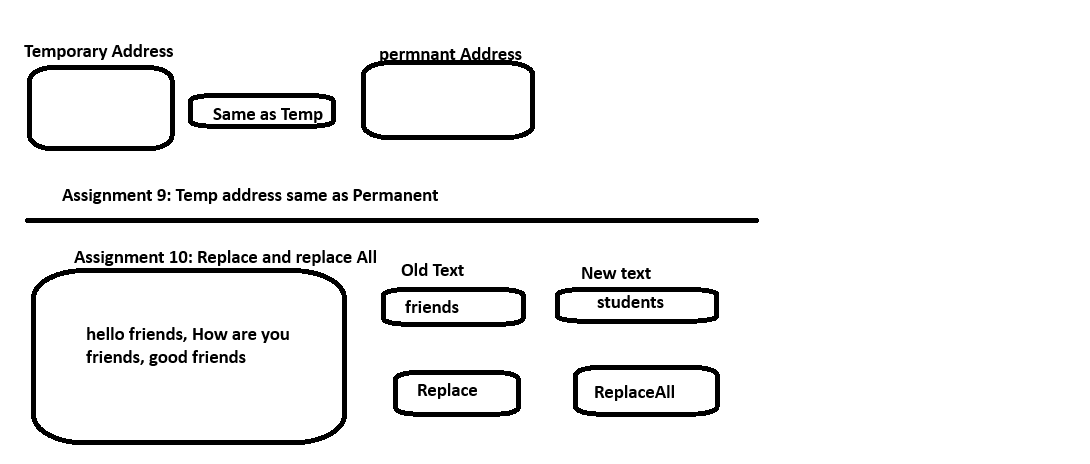 Temporary Address
permnant Address
Same as Temp
Assignment 9: Temp address same as Permanent
Assignment 10: Replace and replace All
Old Text
New text
friends
students
hello friends, How are you
friends, good friends
Replace
ReplaceAll